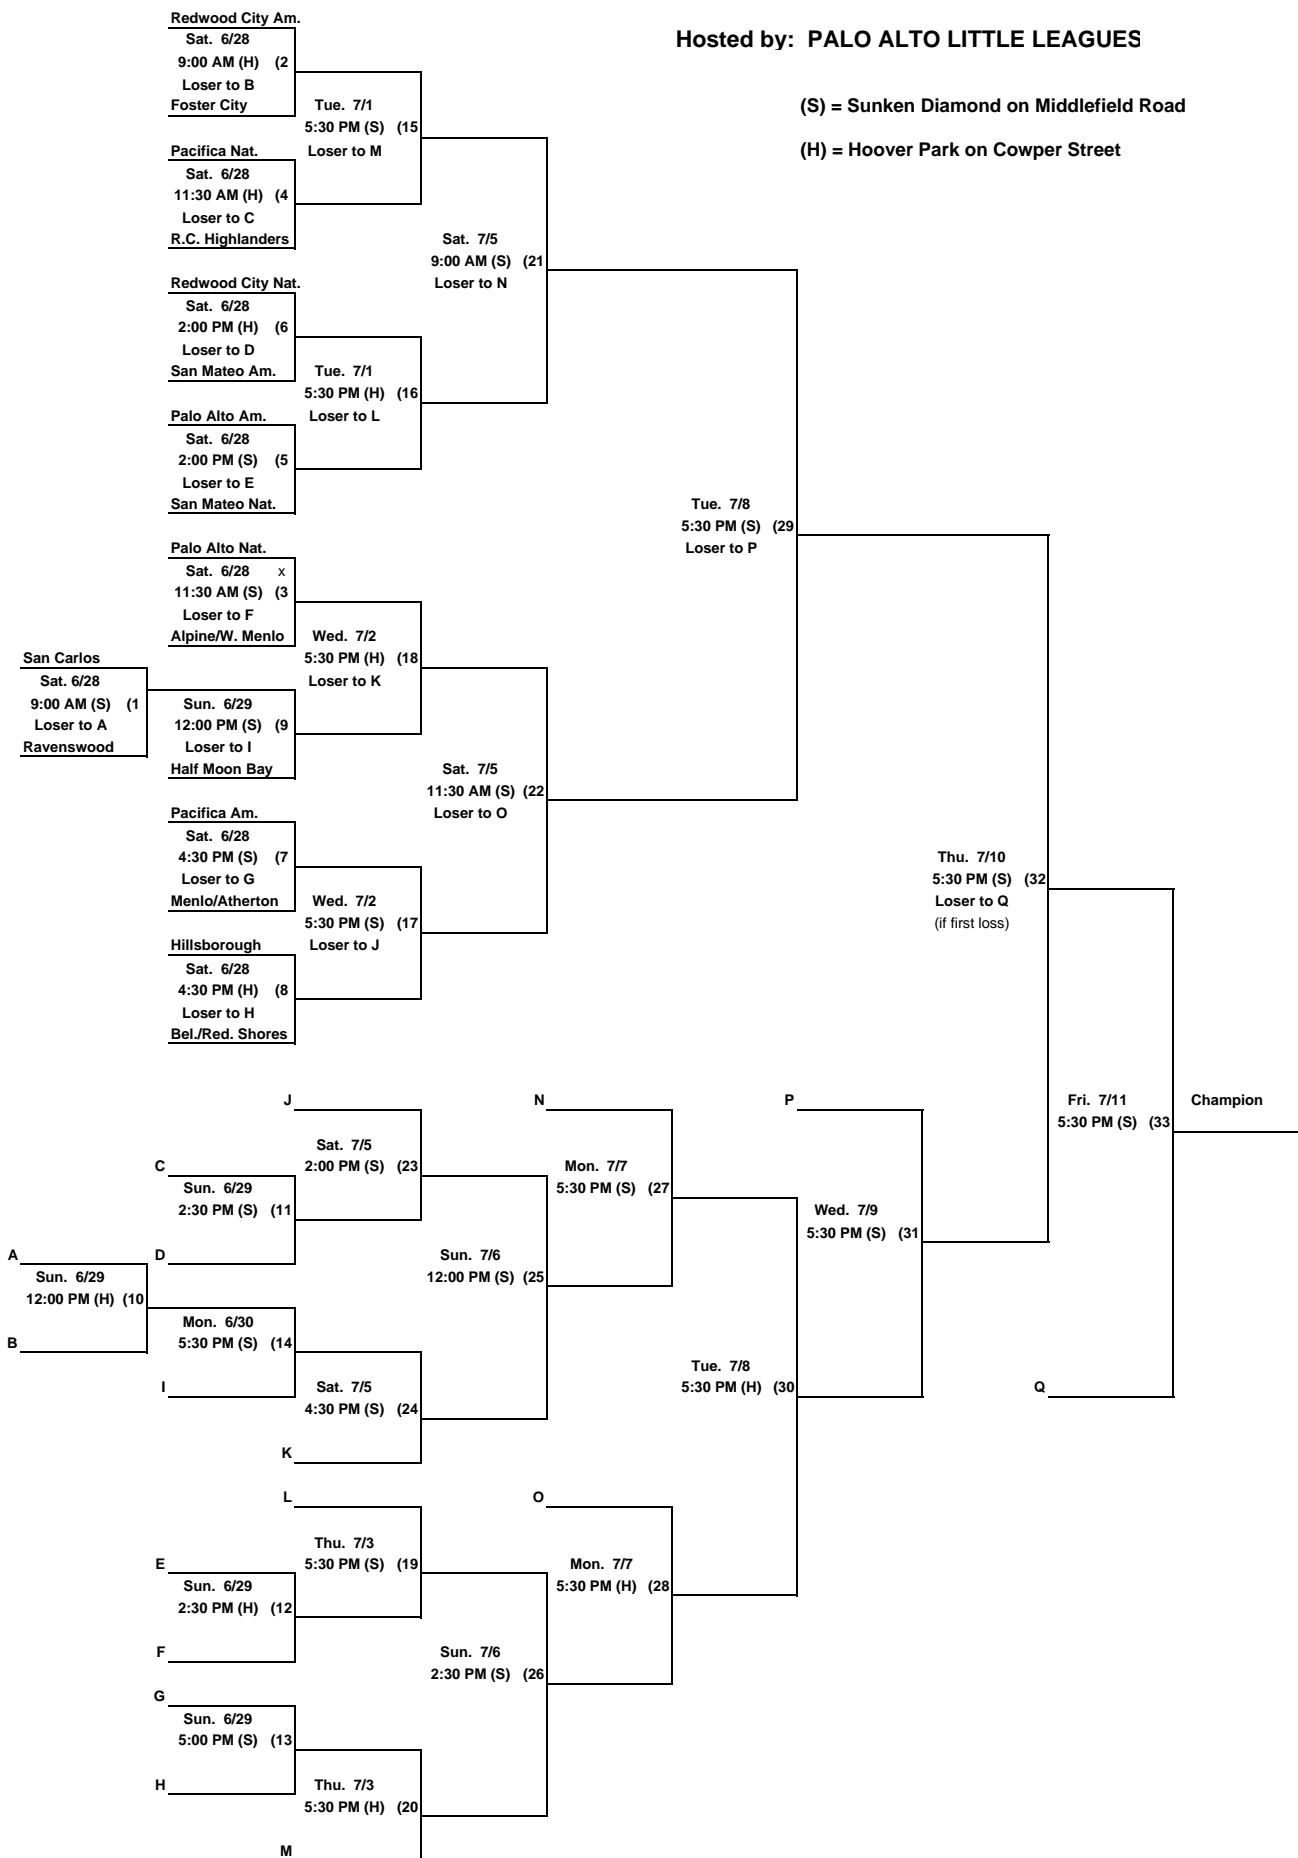 Redwood City Am.
Sat. 6/28
9:00 AM (H) (2
Loser to B
Foster City
Hosted by: PALO ALTO LITTLE LEAGUES
(S) = Sunken Diamond on Middlefield Road
(H) = Hoover Park on Cowper Street
Tue. 7/1
5:30 PM (S) (15
Loser to M
Pacifica Nat.
Sat. 6/28
11:30 AM (H) (4
Loser to C
R.C. Highlanders
Sat. 7/5
9:00 AM (S) (21
Loser to N
Redwood City Nat.
Sat. 6/28
2:00 PM (H) (6
Loser to D
San Mateo Am.
Tue. 7/1
5:30 PM (H) (16
Loser to L
Palo Alto Am.
Sat. 6/28
2:00 PM (S) (5
Loser to E
San Mateo Nat.
Tue. 7/8
5:30 PM (S) (29
Loser to P
Palo Alto Nat.
Sat. 6/28 x
11:30 AM (S) (3
Loser to F
Alpine/W. Menlo
Wed. 7/2
5:30 PM (H) (18
Loser to K
San Carlos
Sat. 6/28
9:00 AM (S) (1
Loser to A
Ravenswood
Sun. 6/29
12:00 PM (S) (9
Loser to I
Half Moon Bay
Sat. 7/5
11:30 AM (S) (22
Loser to O
Pacifica Am.
Sat. 6/28
4:30 PM (S) (7
Loser to G
Menlo/Atherton
Thu. 7/10
5:30 PM (S) (32
Loser to Q
(if first loss)
Wed. 7/2
5:30 PM (S) (17
Loser to J
Hillsborough
Sat. 6/28
4:30 PM (H) (8
Loser to H
Bel./Red. Shores
J
N
P
Fri. 7/11
5:30 PM (S) (33
Champion
Sat. 7/5
2:00 PM (S) (23
C
Sun. 6/29
2:30 PM (S) (11
D
Mon. 7/7
5:30 PM (S) (27
Wed. 7/9
5:30 PM (S) (31
A
Sun. 6/29
12:00 PM (H) (10
B
Sun. 7/6
12:00 PM (S) (25
Mon. 6/30
5:30 PM (S) (14
I
Sat. 7/5
4:30 PM (S) (24
K
Tue. 7/8
5:30 PM (H) (30
Q
L
O
Thu. 7/3
5:30 PM (S) (19
E
Sun. 6/29
2:30 PM (H) (12
F
Mon. 7/7
5:30 PM (H) (28
Sun. 7/6
2:30 PM (S) (26
G
Sun. 6/29
5:00 PM (S) (13
H
Thu. 7/3
5:30 PM (H) (20
M